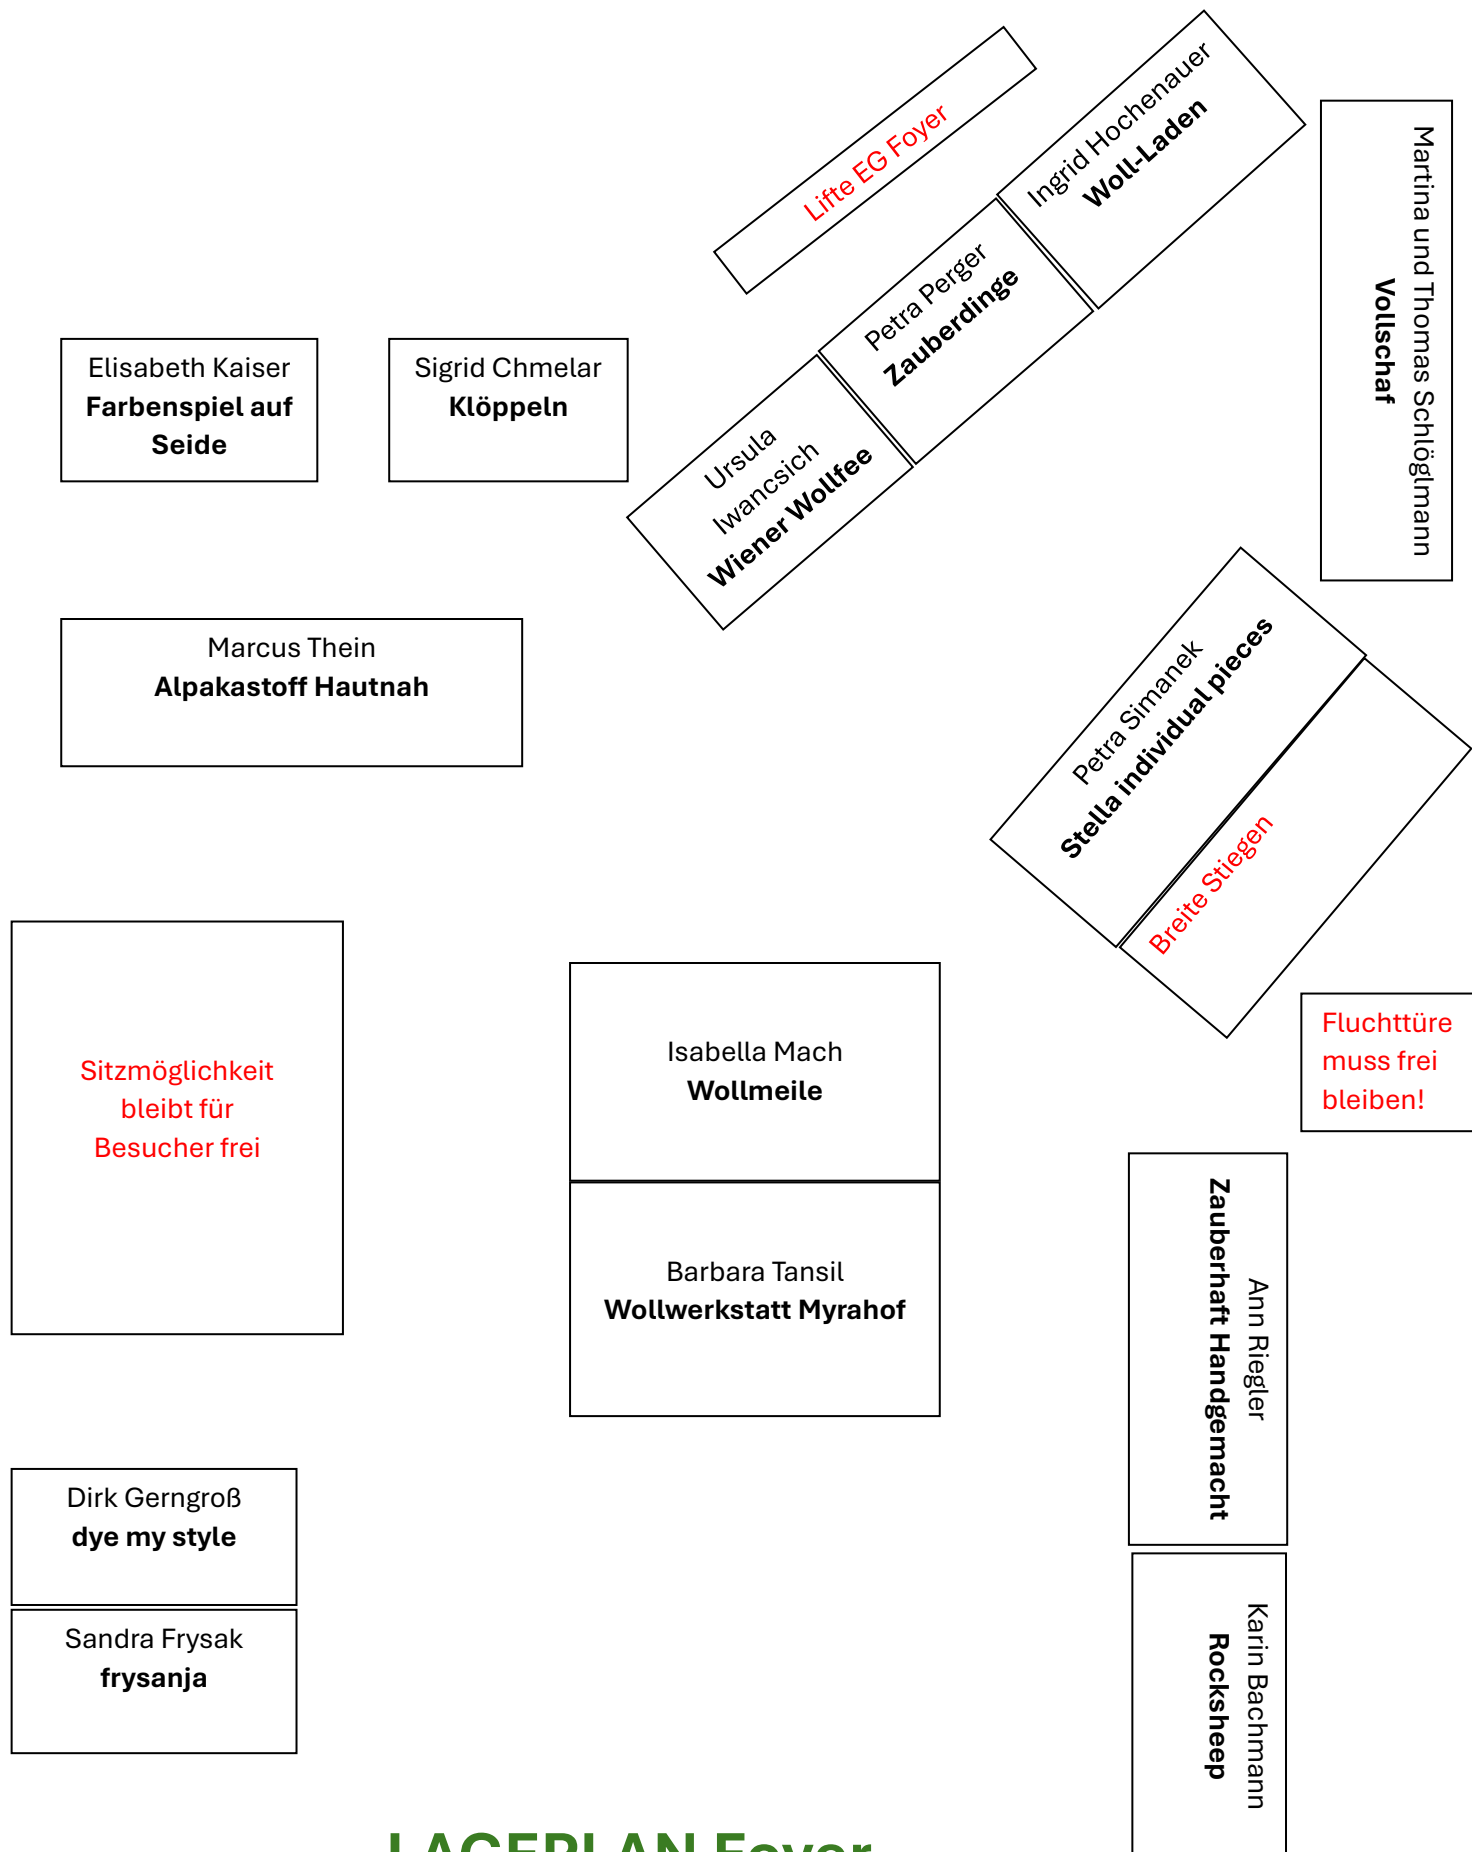 Lifte EG Foyer
Ingrid Hochenauer
Woll-Laden
Martina und Thomas Schlöglmann
Vollschaf
Petra Perger
Zauberdinge
Elisabeth Kaiser
Farbenspiel auf
Seide
Sigrid Chmelar
Klöppeln
Ursula
Iwancsich
Wiener Wollfee
Marcus Thein
Alpakastoff Hautnah
Petra Simanek
Stella individual pieces
Breite Stiegen
Sitzmöglichkeit
bleibt für
Besucher frei
Isabella Mach
Wollmeile
Fluchttüre
muss frei
bleiben!
Barbara Tansil
Wollwerkstatt Myrahof
Ann Riegler
Zauberhaft Handgemacht
Dirk Gerngroß
dye my style
Sandra Frysak
frysanja
Karin Bachmann
Rocksheep
LAGEPLAN Foyer